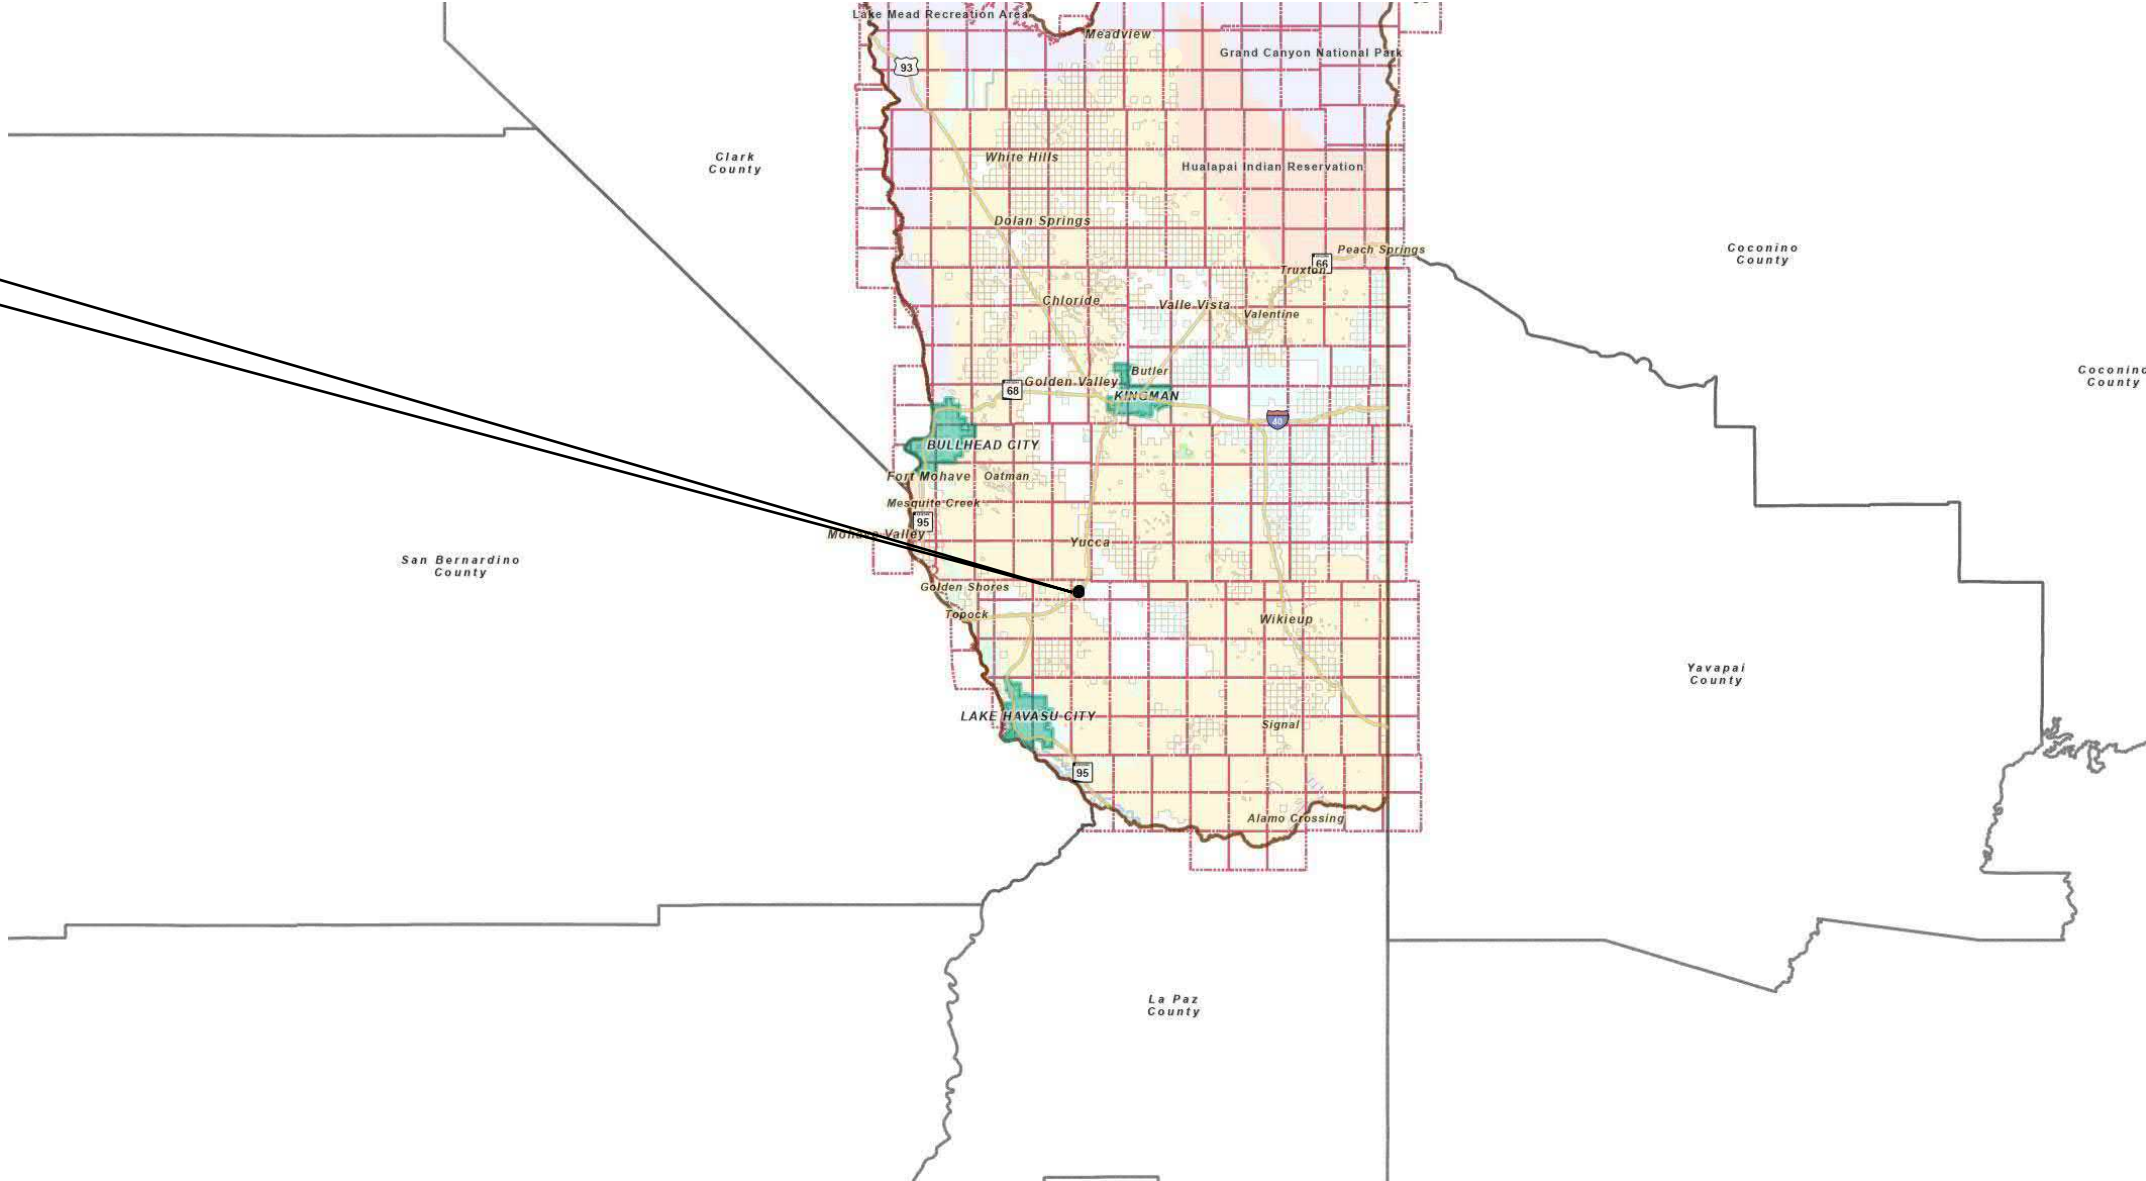 Lake Mead Recreation Area
Meadview
Grand Canyon National Park
93
Clark
County
White Hills
Hualapai Indian Reservation
Dolan Springs
Peach Springs
66
Truxton
Coconino
County
Chloride
Valle Vista
Valentine
Butler
Golden Valley
68
KINGMAN
40
Coconino
County
BULLHEAD CITY
Fort Mohave
Oatman
Mesquite Creek
95
Mohave Valley
Yucca
San Bernardino
County
Golden Shores
Topock
Wikieup
Yavapai
County
LAKE HAVASU CITY
Signal
95
Alamo Crossing
La Paz
County